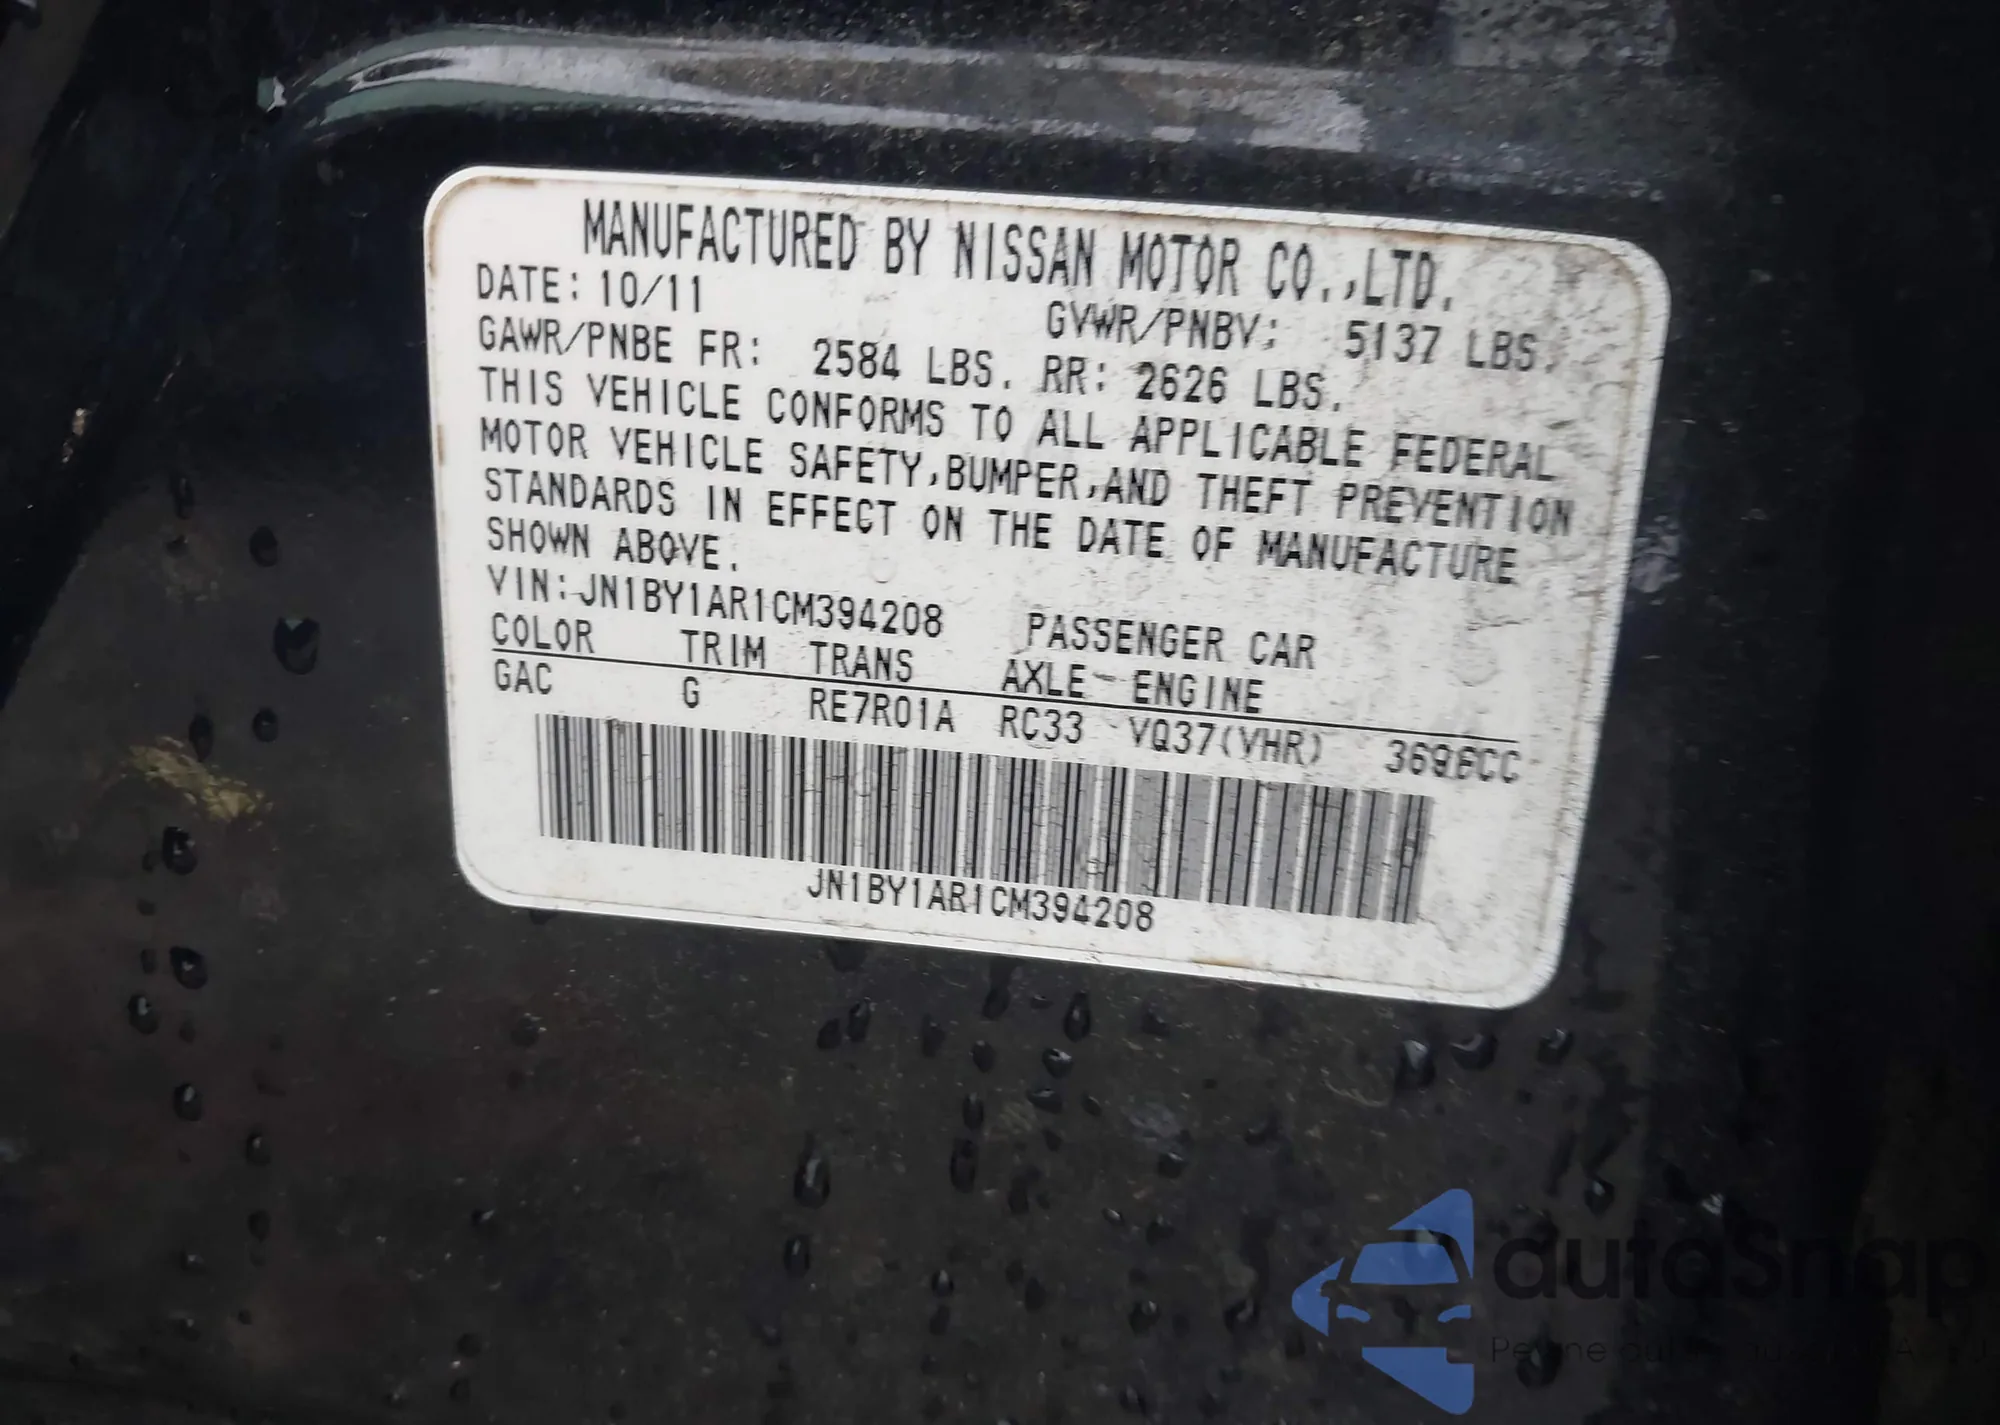 MANUFACTURED BY NISSAN MOTOR CO.,LTD.
DATE: 10/11 GVWR/PNBV: 5137 LBS.
GAWR/PNBE FR: 2584 LBS. RR: 2626 LBS.
THIS VEHICLE CONFORMS TO ALL APPLICABLE FEDERAL
MOTOR VEHICLE SAFETY,BUMPER,AND THEFT PREVENTION
STANDARDS IN EFFECT ON THE DATE OF MANUFACTURE
SHOWN ABOVE.
VIN:JN1BY1AR1CM394208 PASSENGER CAR
COLOR TRIM TRANS AXLE ENGINE
GAC G RE7R01A RC33 VQ37(VHR) 3696CC
JN1BY1AR1CM394208
autoSnap